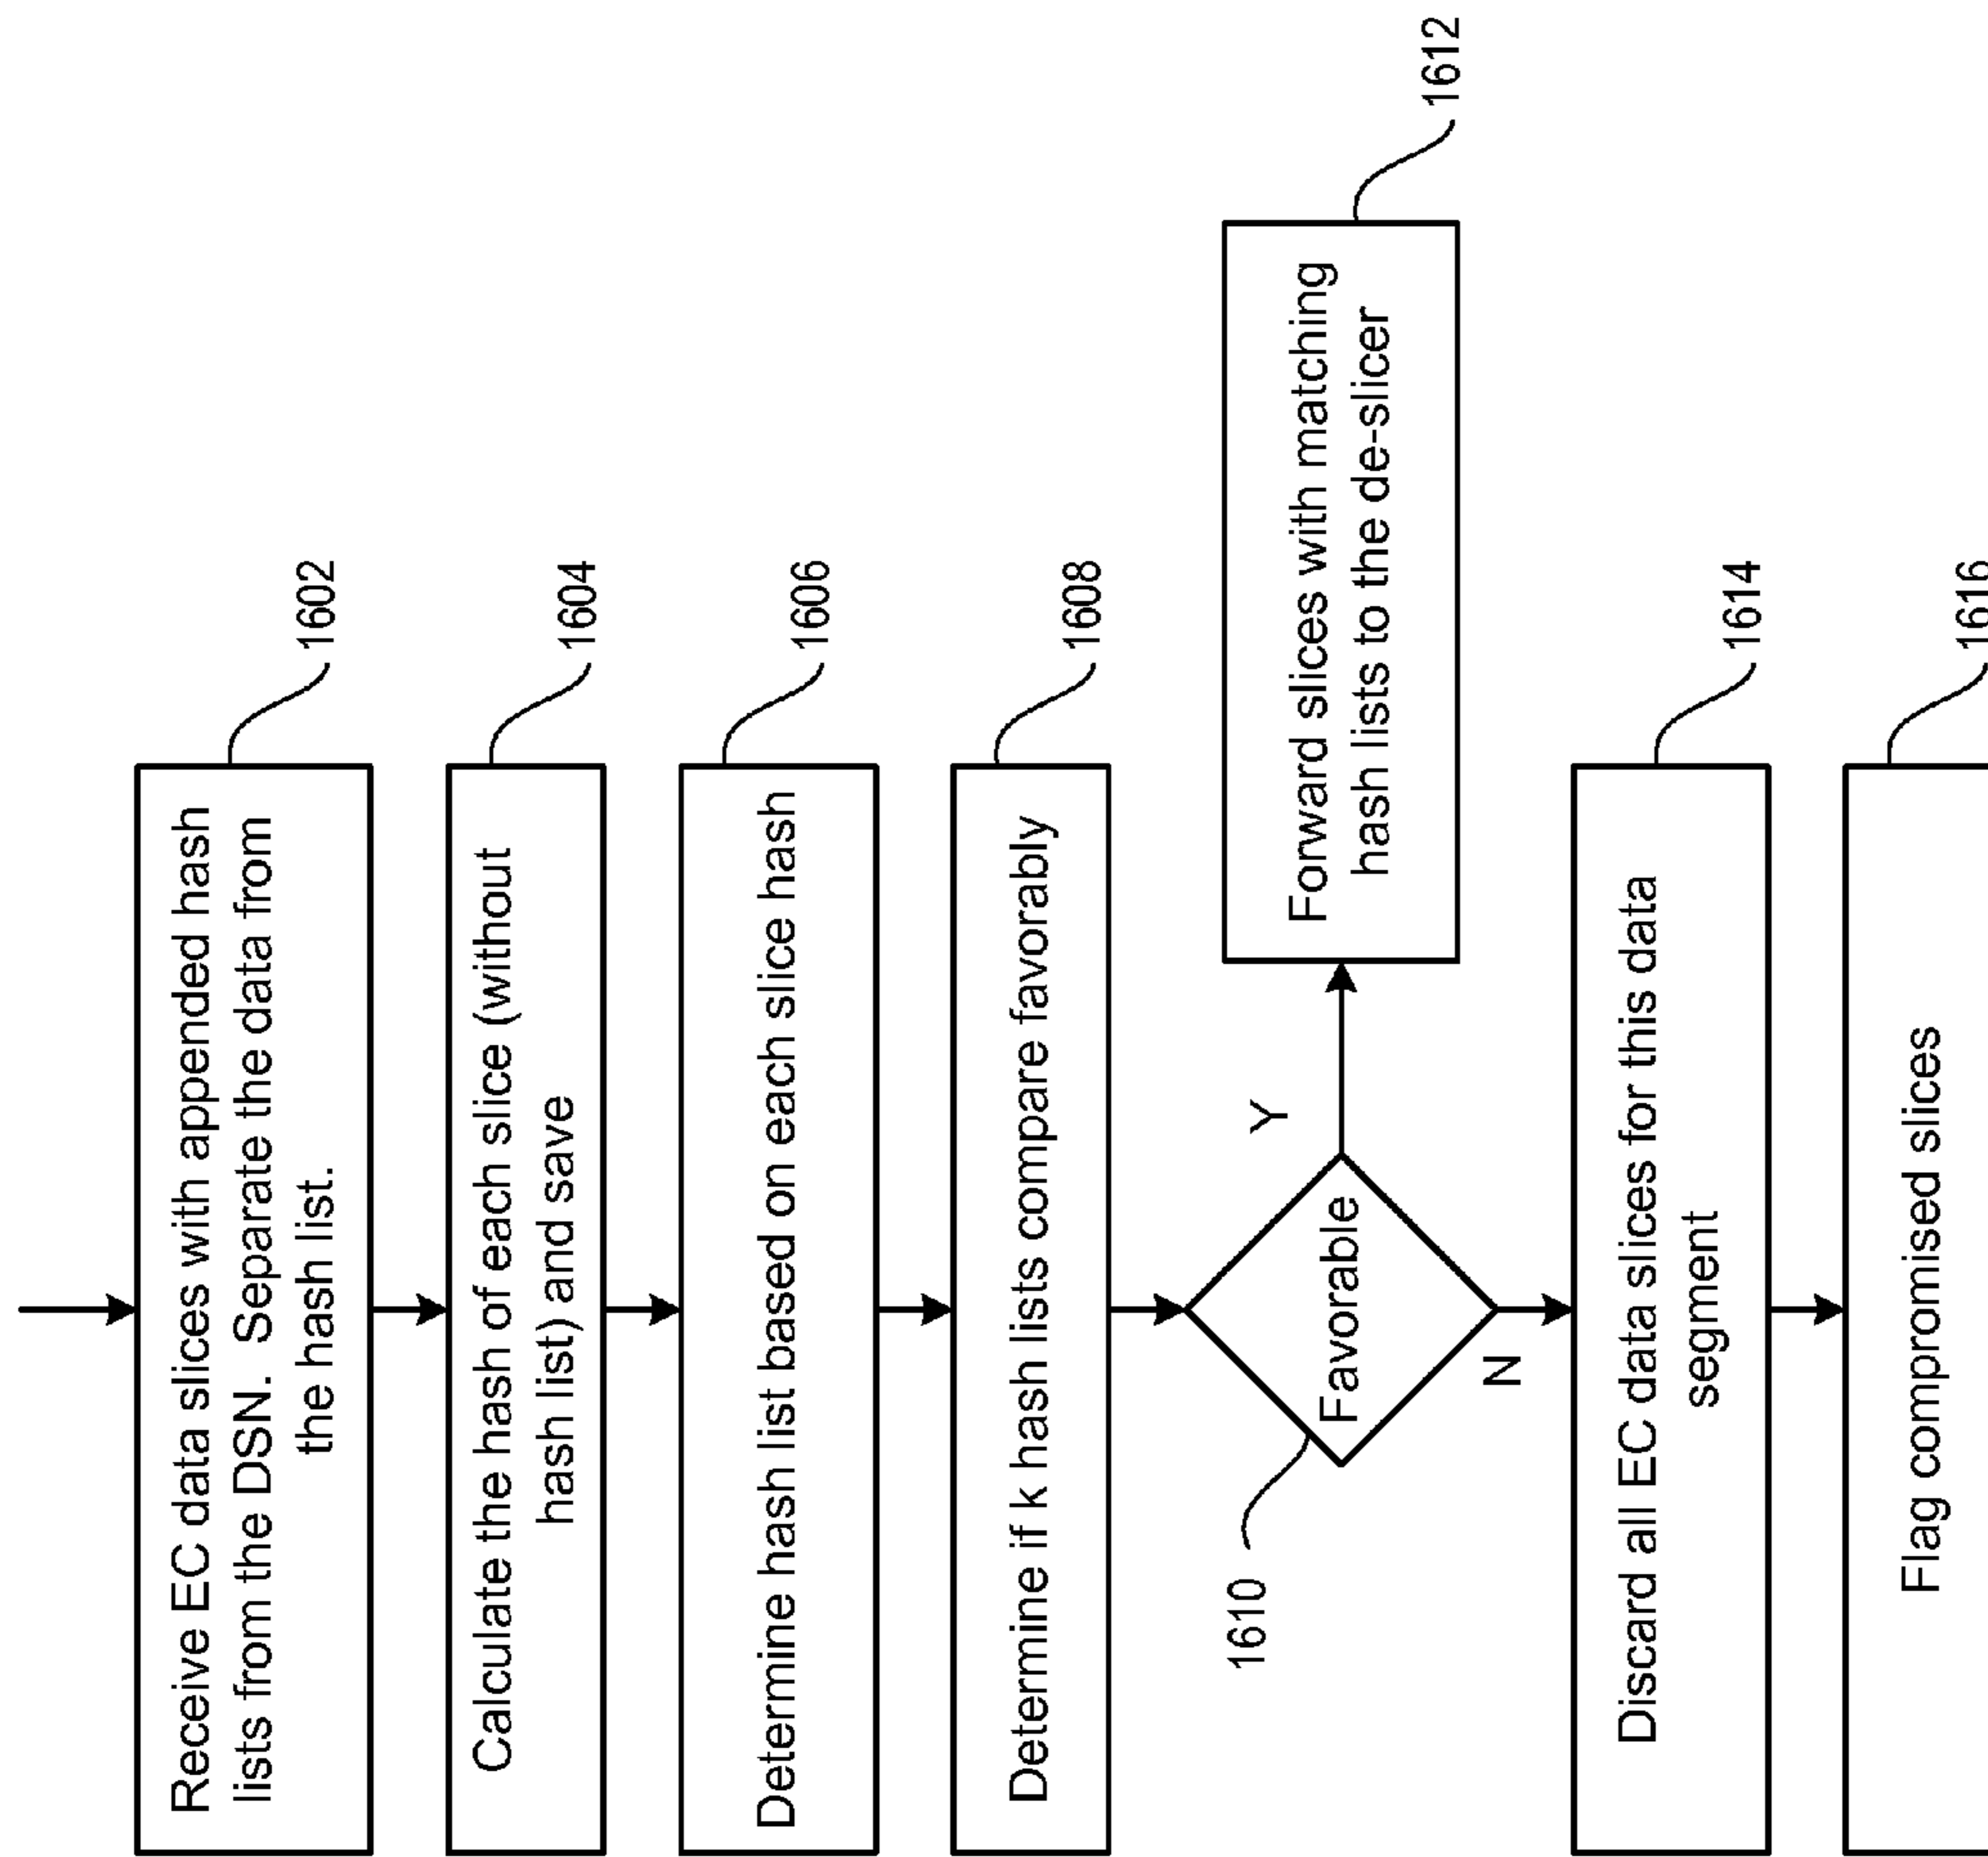 Receive EC data slices with appended hash
lists from the DSN. Separate the data from
the hash list.
1602
Calculate the hash of each slice (without
hash list) and save
1604
Determine hash list based on each slice hash
1606
Determine if k hash lists compare favorably
1608
1610
Favorable
Y
N
Forward slices with matching
hash lists to the de-slicer
1612
Discard all EC data slices for this data
segment
1614
Flag compromised slices
1616